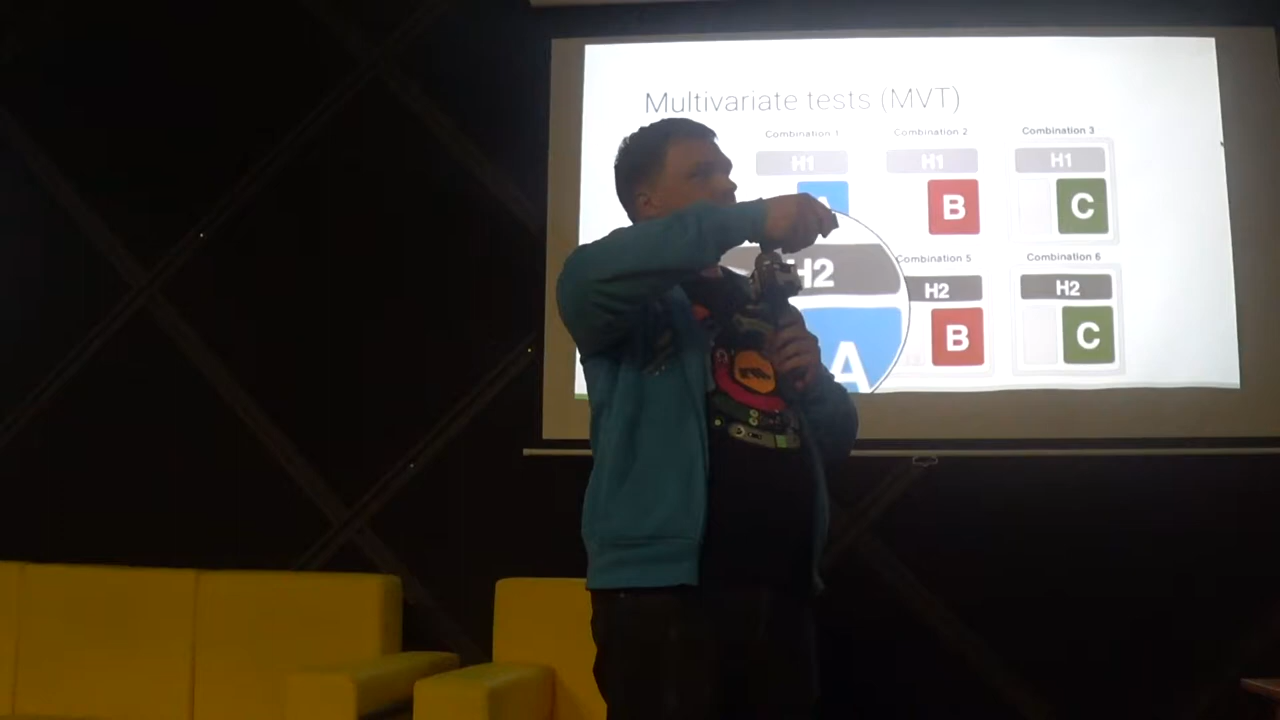 Multivariate tests (MVT)
Combination 1
Combination 2
Combination 3
H1
H1
H1
A
B
C
H2
Combination 5
Combination 6
H2
H2
A
B
C